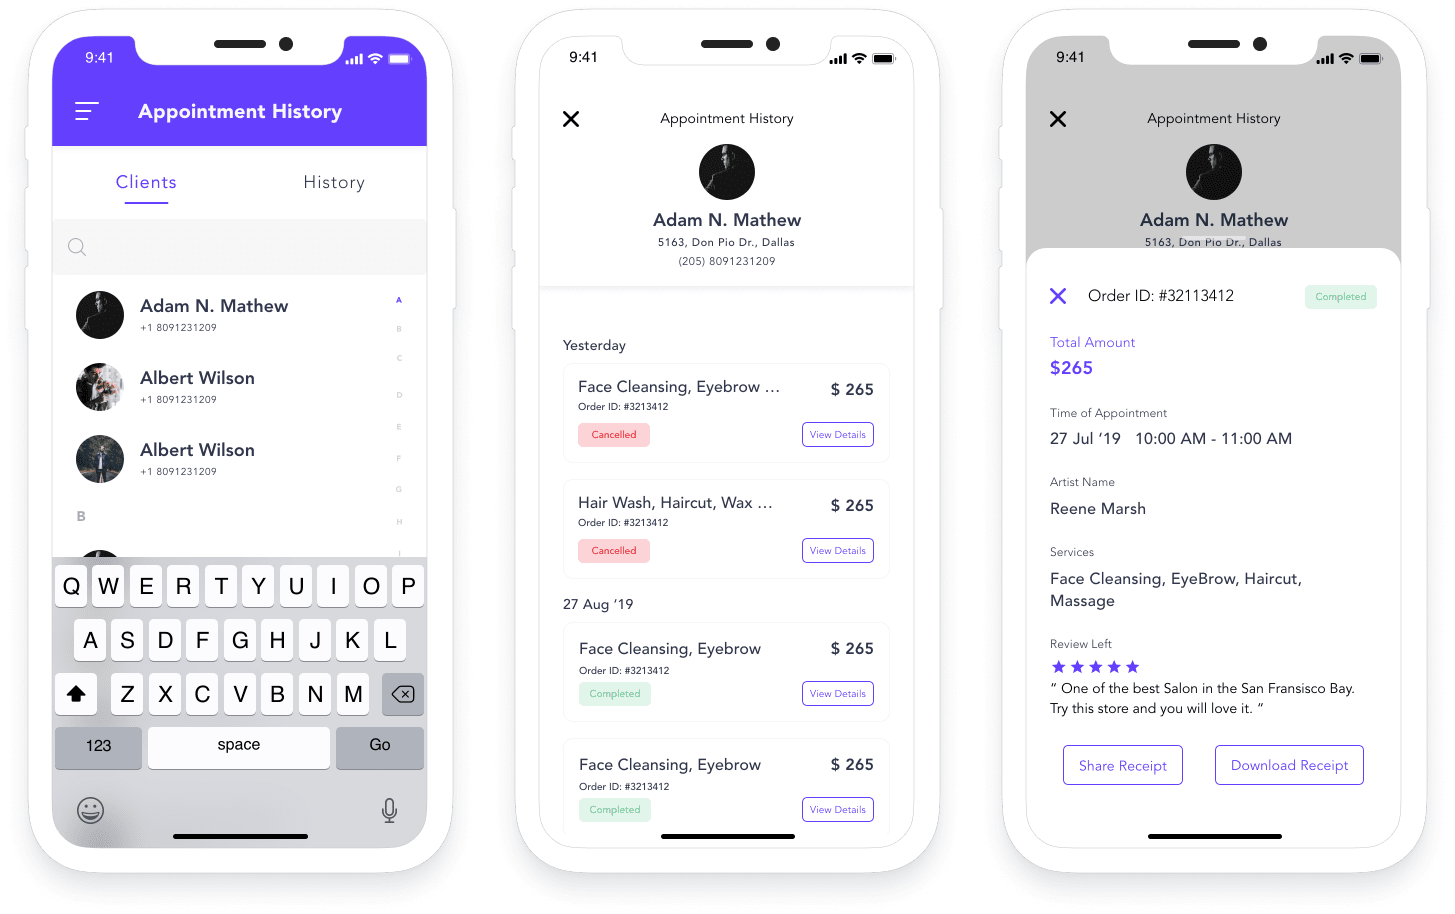 9:41
Appointment History
Clients
History
Adam N. Mathew
+1 8091231209
A
B
Albert Wilson
+1 8091231209
C
D
E
Albert Wilson
+1 8091231209
F
G
B
H
I
Q W E R T Y U I O P
A S D F G H J K L
Z X C V B N M
123 space Go
9:41
Appointment History
Adam N. Mathew
5163, Don Pio Dr., Dallas
(205) 8091231209
Yesterday
Face Cleansing, Eyebrow ... $ 265
Order ID: #3213412
Cancelled View Details
Hair Wash, Haircut, Wax ... $ 265
Order ID: #3213412
Cancelled View Details
27 Aug ‘19
Face Cleansing, Eyebrow $ 265
Order ID: #3213412
Completed View Details
Face Cleansing, Eyebrow $ 265
Order ID: #3213412
Completed View Details
9:41
Appointment History
Adam N. Mathew
5163, Don Pio Dr., Dallas
Order ID: #32113412 Completed
Total Amount
$265
Time of Appointment
27 Jul ‘19 10:00 AM - 11:00 AM
Artist Name
Reene Marsh
Services
Face Cleansing, EyeBrow, Haircut,
Massage
Review Left
“ One of the best Salon in the San Fransisco Bay.
Try this store and you will love it. “
Share Receipt Download Receipt